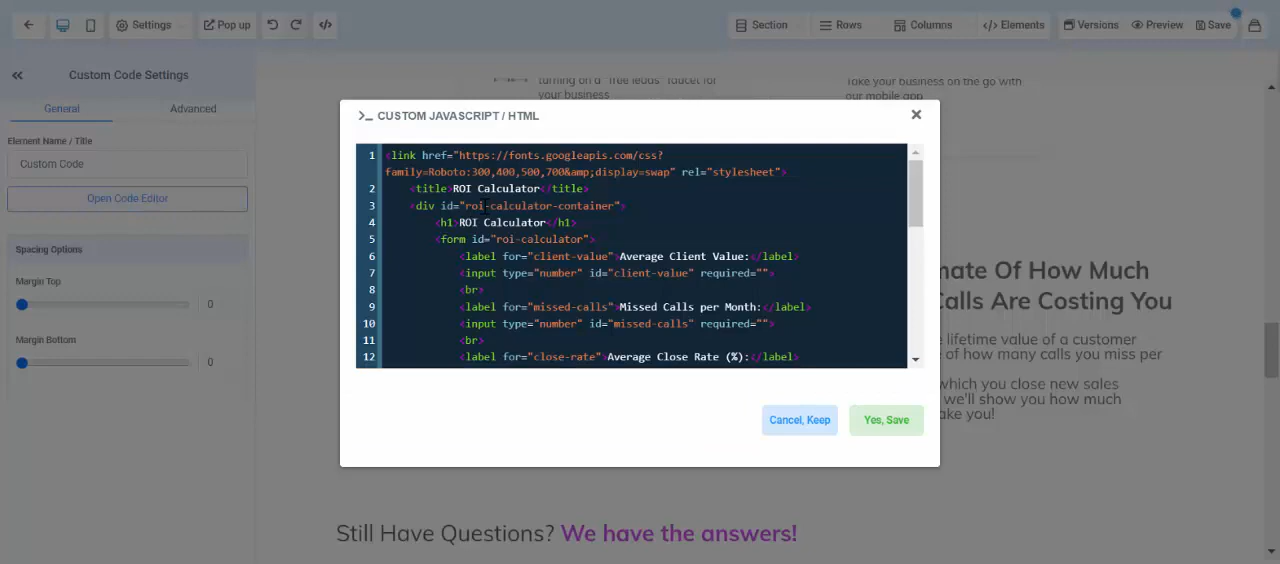 Settings
Pop up
Section
Rows
Columns
Elements
Versions
Preview
Save
Custom Code Settings
General
Advanced
Element Name / Title
Custom Code
Open Code Editor
Spacing Options
Margin Top
0
Margin Bottom
0
turning on a "free leads" faucet for
your business
Take your business on the go with
our mobile app
>_ CUSTOM JAVASCRIPT / HTML
1 <link href="https://fonts.googleapis.com/css?
family=Roboto:300,400,500,700&amp;display=swap" rel="stylesheet">
2 <title>ROI Calculator</title>
3 <div id="roi-calculator-container">
4 <h1>ROI Calculator</h1>
5 <form id="roi-calculator">
6 <label for="client-value">Average Client Value:</label>
7 <input type="number" id="client-value" required="">
8 <br>
9 <label for="missed-calls">Missed Calls per Month:</label>
10 <input type="number" id="missed-calls" required="">
11 <br>
12 <label for="close-rate">Average Close Rate (%):</label>
Cancel, Keep
Yes, Save
mate Of How Much
Calls Are Costing You
lifetime value of a customer
of how many calls you miss per
which you close new sales
we'll show you how much
ake you!
Still Have Questions? We have the answers!